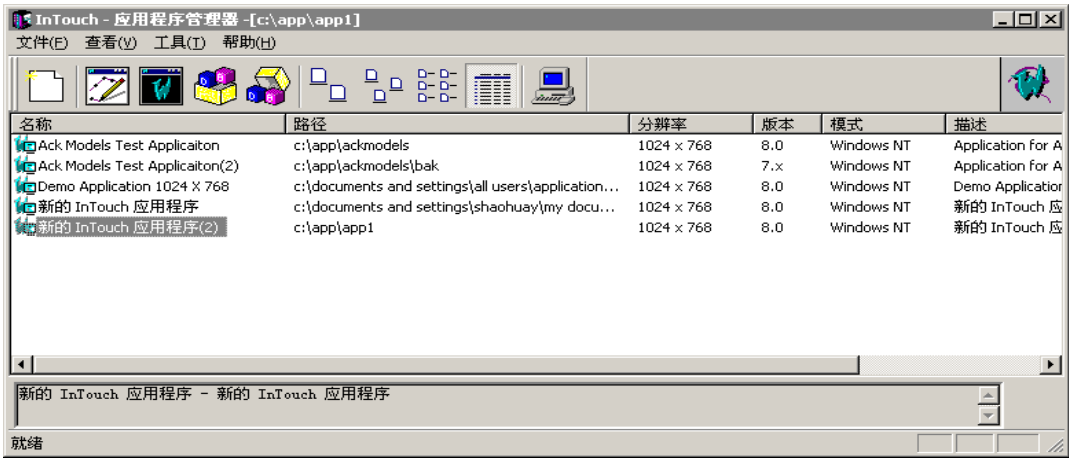 InTouch - 应用程序管理器 -[c:\app\app1]
文件(F) 查看(V) 工具(T) 帮助(H)
名称 路径 分辨率 版本 模式 描述
Ack Models Test Applicaiton c:\app\ackmodels 1024 x 768 8.0 Windows NT Application for A
Ack Models Test Applicaiton(2) c:\app\ackmodels\bak 1024 x 768 7.x Windows NT Application for A
Demo Application 1024 X 768 c:\documents and settings\all users\application... 1024 x 768 8.0 Windows NT Demo Application
新的 InTouch 应用程序 c:\documents and settings\shaohuay\my docu... 1024 x 768 8.0 Windows NT 新的 InTouch 应
新的 InTouch 应用程序(2) c:\app\app1 1024 x 768 8.0 Windows NT 新的 InTouch 应
新的 InTouch 应用程序 - 新的 InTouch 应用程序
就绪